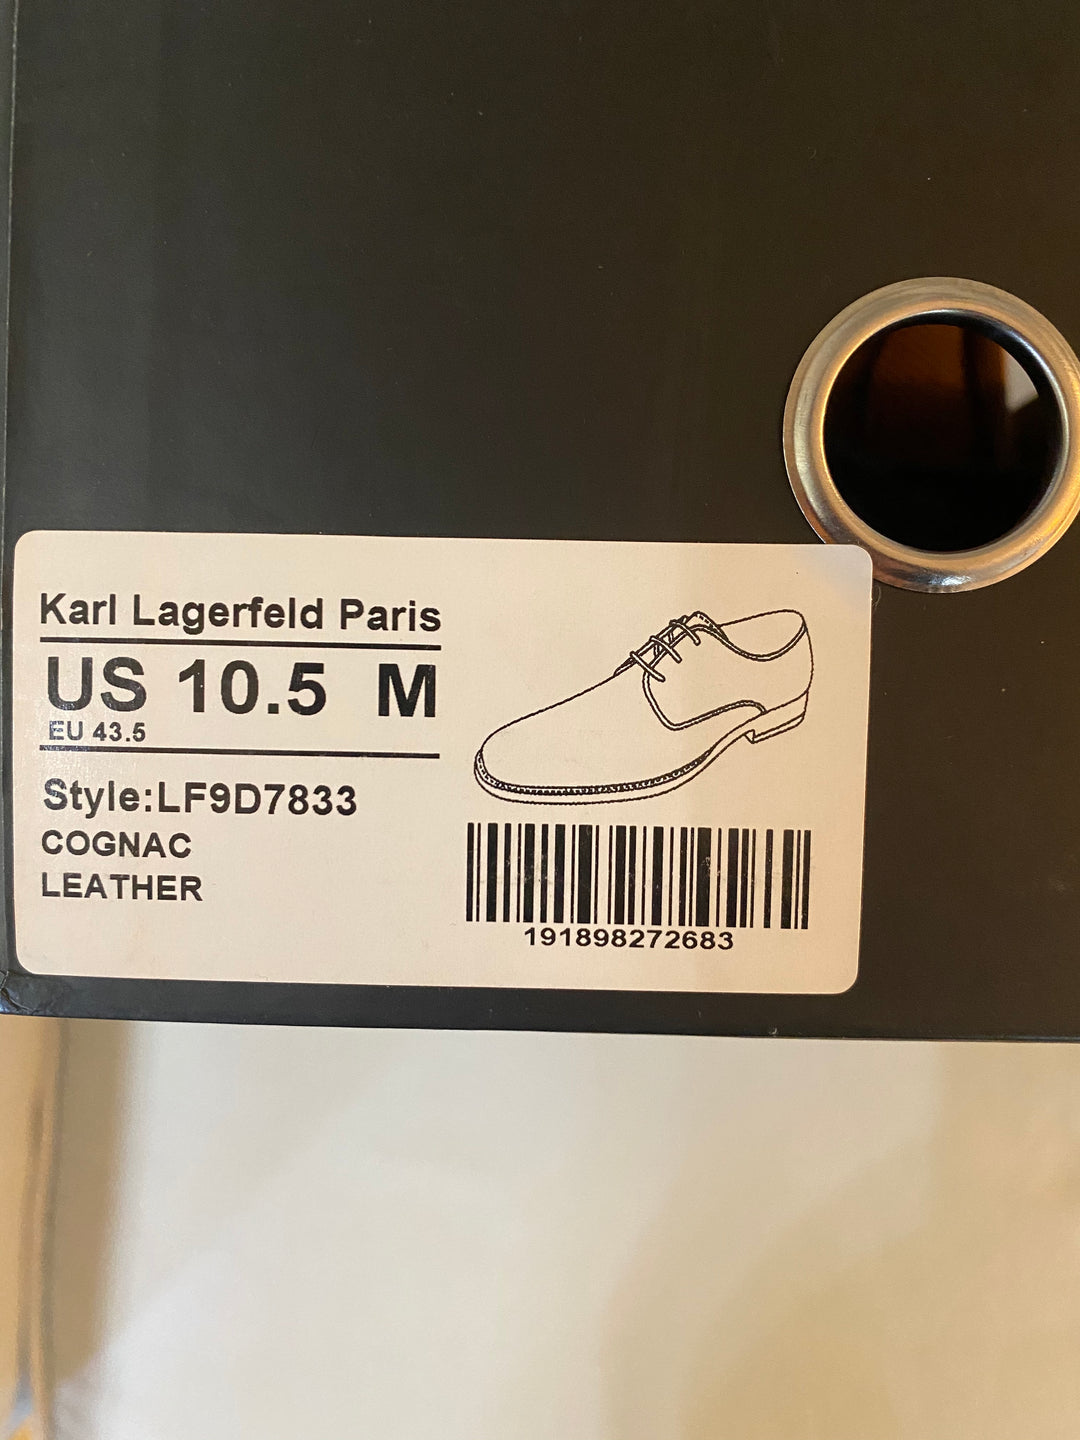 Karl Lagerfeld Paris
US 10.5 M
EU 43.5
Style:LF9D7833
COGNAC
LEATHER
191898272683